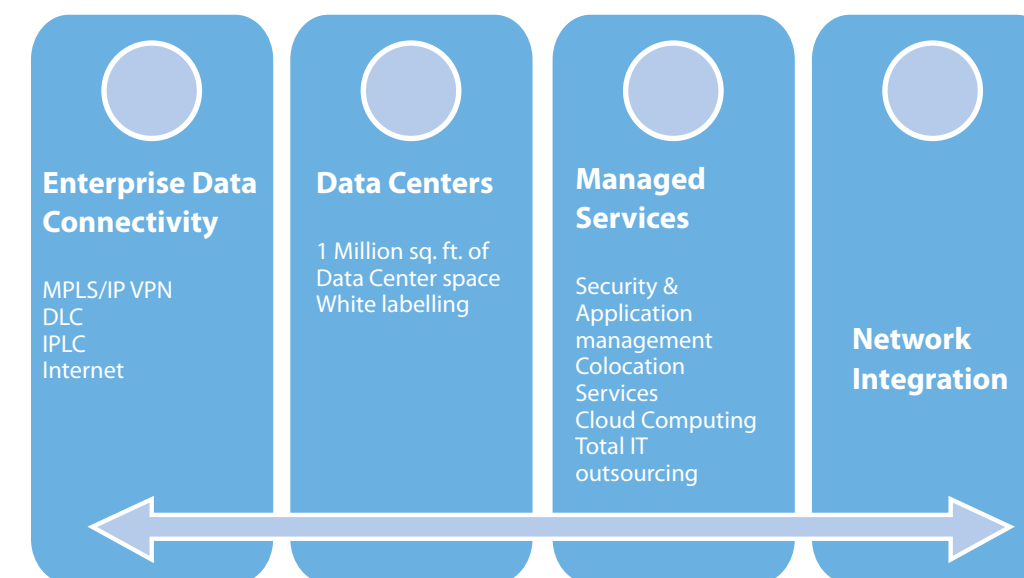 Enterprise Data
Connectivity
MPLS/IP VPN
DLC
IPLC
Internet
Data Centers
1 Million sq. ft. of
Data Center space
White labelling
Managed
Services
Security &
Application
management
Colocation
Services
Cloud Computing
Total IT
outsourcing
Network
Integration